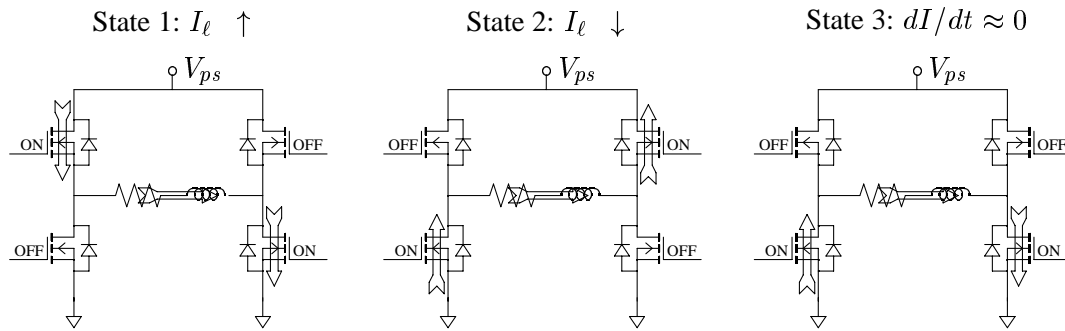 State 1: I_ℓ ↑
State 2: I_ℓ ↓
State 3: dI/dt ≈ 0
V_ps
V_ps
V_ps
ON
OFF
OFF
ON
OFF
ON
ON
OFF
OFF
OFF
ON
ON